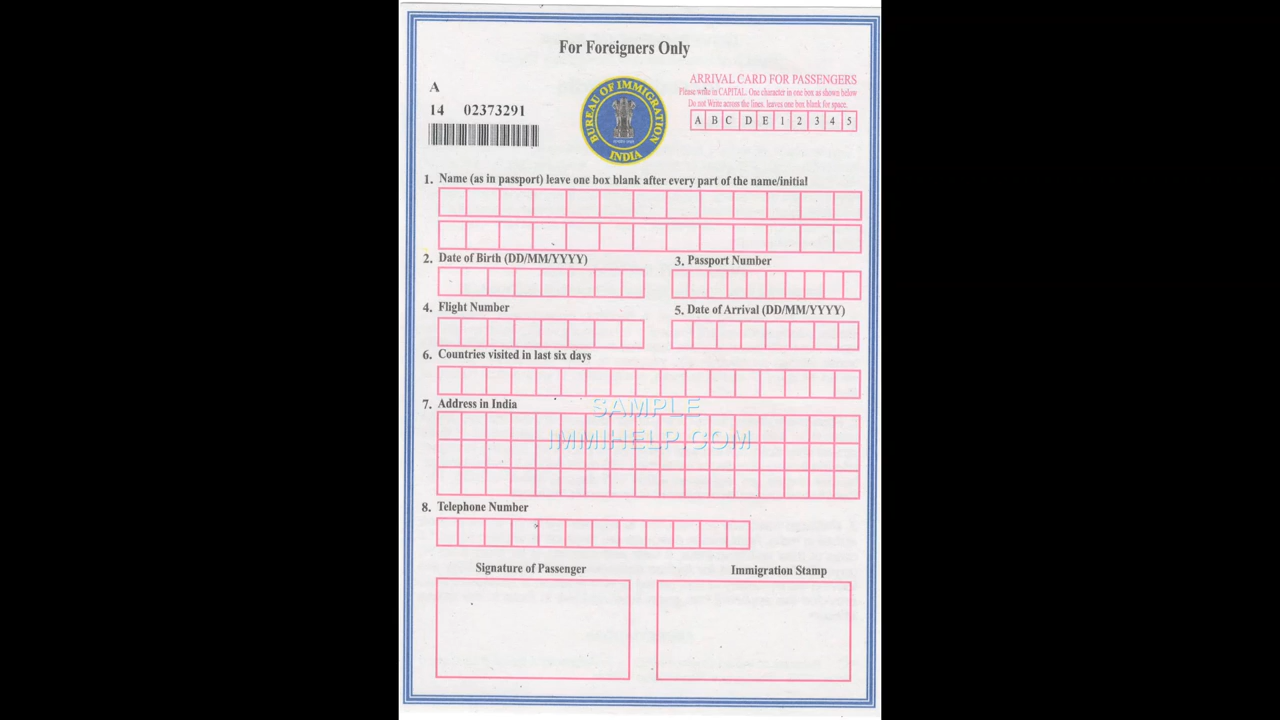 For Foreigners Only
A
14 02373291
BUREAU OF IMMIGRATION
INDIA
ARRIVAL CARD FOR PASSENGERS
Please write in CAPITAL. One character in one box as shown below
Do not Write across the lines, leaves one box blank for space.
A B C D E 1 2 3 4 5
1. Name (as in passport) leave one box blank after every part of the name/initial
2. Date of Birth (DD/MM/YYYY)
3. Passport Number
4. Flight Number
5. Date of Arrival (DD/MM/YYYY)
6. Countries visited in last six days
7. Address in India
SAMPLE
IMMIHELP.COM
8. Telephone Number
Signature of Passenger
Immigration Stamp